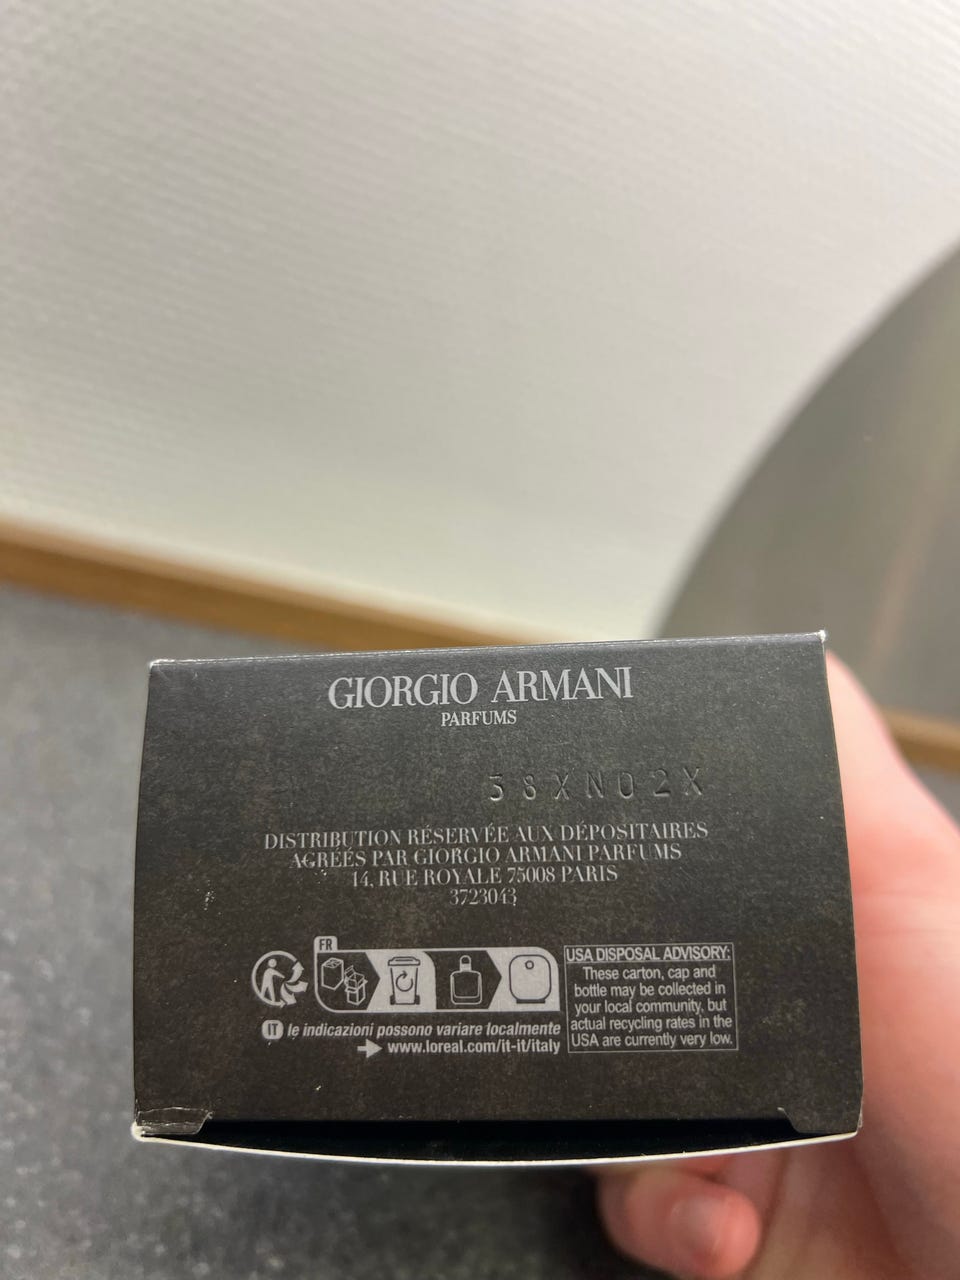 GIORGIO ARMANI
PARFUMS
38XN02X
DISTRIBUTION RÉSERVÉE AUX DÉPOSITAIRES
AGRÉÉS PAR GIORGIO ARMANI PARFUMS
14, RUE ROYALE 75008 PARIS
3723043
FR
IT le indicazioni possono variare localmente
www.loreal.com/it-it/italy
USA DISPOSAL ADVISORY:
These carton, cap and
bottle may be collected in
your local community, but
actual recycling rates in the
USA are currently very low.